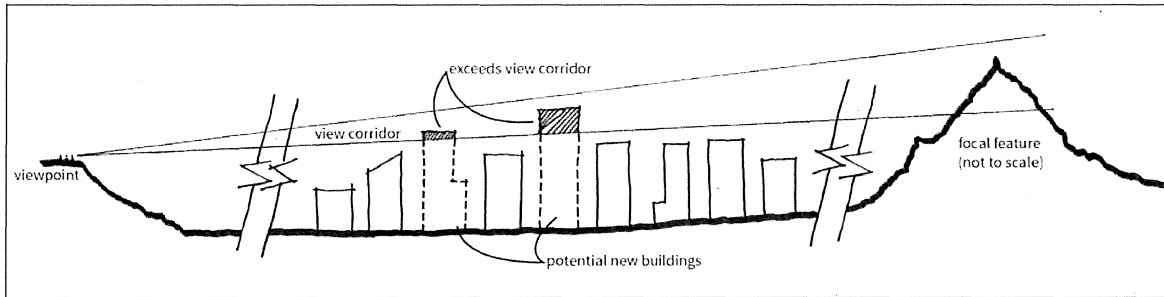 exceeds view corridor
view corridor
viewpoint
focal feature
(not to scale)
potential new buildings